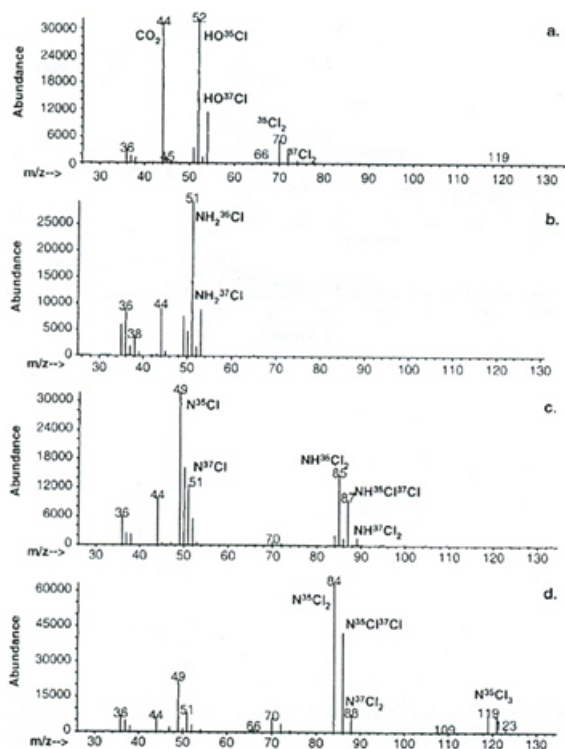 a.
Abundance
30000
24000
18000
12000
6000
0
44
CO₂
52
HO³⁵Cl
HO³⁷Cl
³⁵Cl₂
70
³⁷Cl₂
36
45
66
119
m/z-->
30 40 50 60 70 80 90 100 110 120 130
b.
Abundance
25000
20000
15000
10000
5000
0
51
NH₂³⁵Cl
NH₂³⁷Cl
36
38
44
m/z-->
30 40 50 60 70 80 90 100 110 120 130
c.
Abundance
30000
24000
18000
12000
6000
0
49
N³⁵Cl
N³⁷Cl
51
36
44
70
NH³⁵Cl₂
85
87
NH³⁵Cl³⁷Cl
NH³⁷Cl₂
m/z-->
30 40 50 60 70 80 90 100 110 120 130
d.
Abundance
60000
45000
30000
15000
0
84
N³⁵Cl₂
N³⁵Cl³⁷Cl
N³⁷Cl₂
88
N³⁵Cl₃
119
123
109
36
44
49
51
66
70
m/z-->
30 40 50 60 70 80 90 100 110 120 130